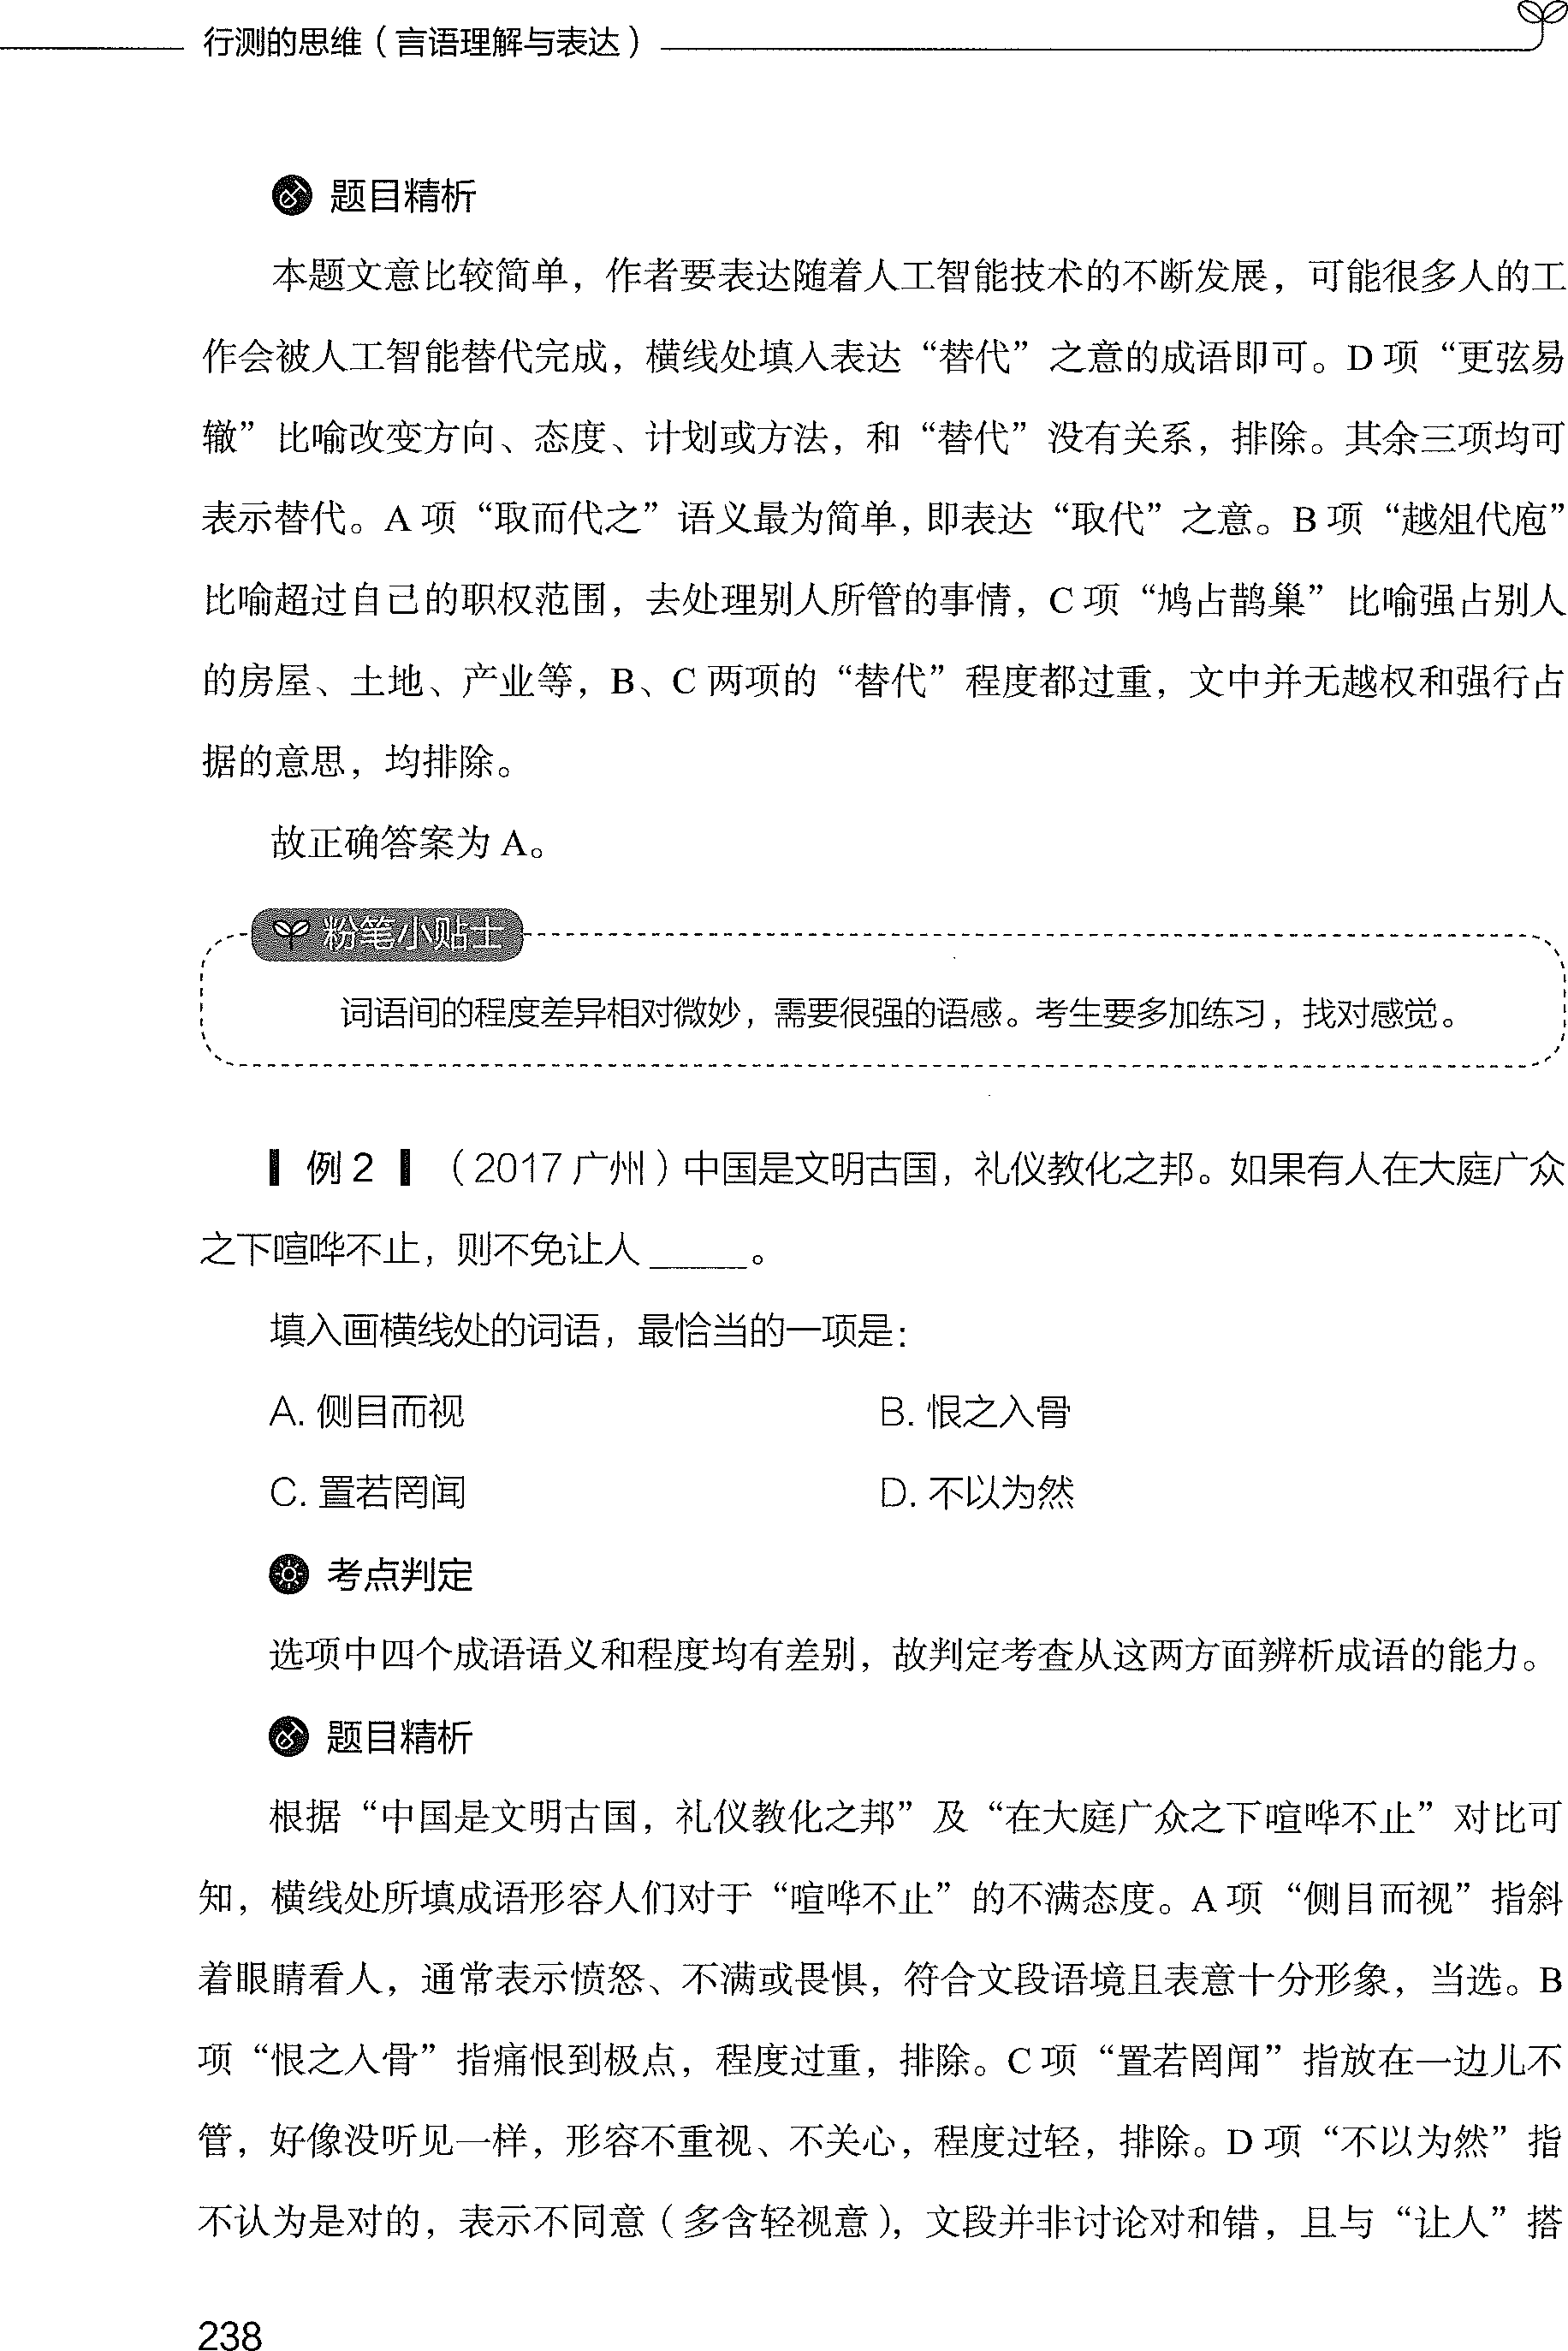 行测的思维（言语理解与表达）
题目精析
本题文意比较简单，作者要表达随着人工智能技术的不断发展，可能很多人的工
作会被人工智能替代完成，横线处填入表达“替代”之意的成语即可。D 项“更弦易
辙”比喻改变方向、态度、计划或方法，和“替代”没有关系，排除。其余三项均可
表示替代。A 项“取而代之”语义最为简单，即表达“取代”之意。B 项“越俎代庖”
比喻超过自己的职权范围，去处理别人所管的事情，C 项“鸠占鹊巢”比喻强占别人
的房屋、土地、产业等，B、C 两项的“替代”程度都过重，文中并无越权和强行占
据的意思，均排除。
故正确答案为 A。
粉笔小贴士
词语间的程度差异相对微妙，需要很强的语感。考生要多加练习，找对感觉。
例 2 （2017 广州）中国是文明古国，礼仪教化之邦。如果有人在大庭广众
之下喧哗不止，则不免让人_____。
填入画横线处的词语，最恰当的一项是：
A. 侧目而视 B. 恨之入骨
C. 置若罔闻 D. 不以为然
考点判定
选项中四个成语语义和程度均有差别，故判定考查从这两方面辨析成语的能力。
题目精析
根据“中国是文明古国，礼仪教化之邦”及“在大庭广众之下喧哗不止”对比可
知，横线处所填成语形容人们对于“喧哗不止”的不满态度。A 项“侧目而视”指斜
着眼睛看人，通常表示愤怒、不满或畏惧，符合文段语境且表意十分形象，当选。B
项“恨之入骨”指痛恨到极点，程度过重，排除。C 项“置若罔闻”指放在一边儿不
管，好像没听见一样，形容不重视、不关心，程度过轻，排除。D 项“不以为然”指
不认为是对的，表示不同意（多含轻视意），文段并非讨论对和错，且与“让人”搭
238